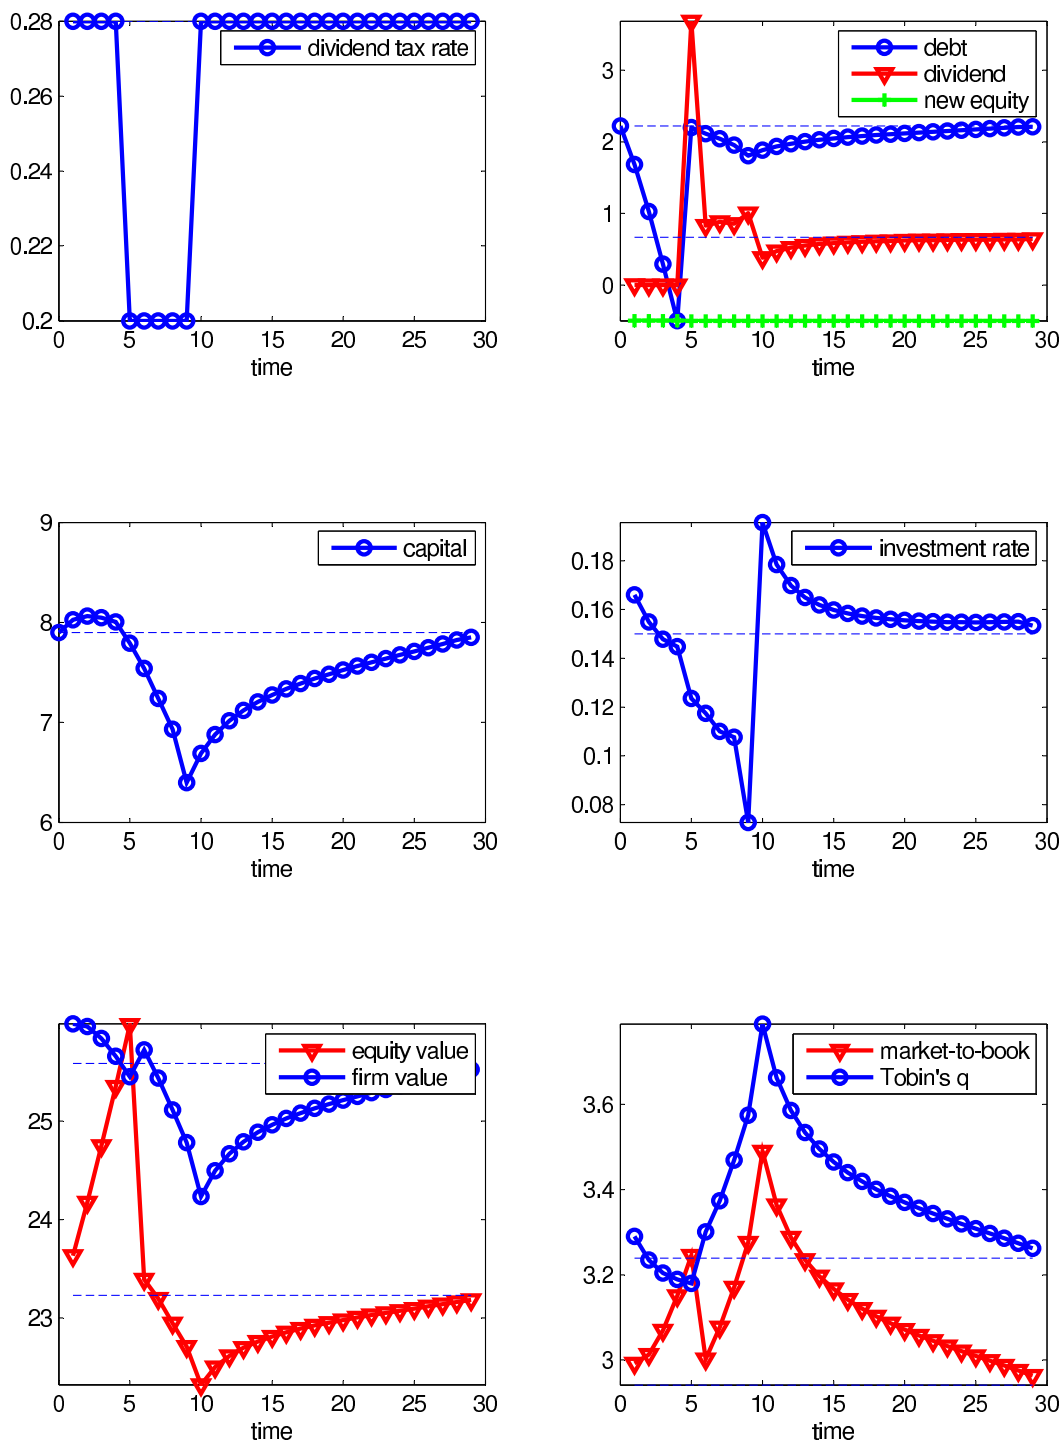 0.28
0.26
0.24
0.22
0.2
0 5 10 15 20 25 30
time
dividend tax rate
3
2
1
0
0 5 10 15 20 25 30
time
debt
dividend
new equity
9
8
7
6
0 5 10 15 20 25 30
time
capital
0.18
0.16
0.14
0.12
0.1
0.08
0 5 10 15 20 25 30
time
investment rate
25
24
23
0 5 10 15 20 25 30
time
equity value
firm value
3.6
3.4
3.2
3
0 5 10 15 20 25 30
time
market-to-book
Tobin's q